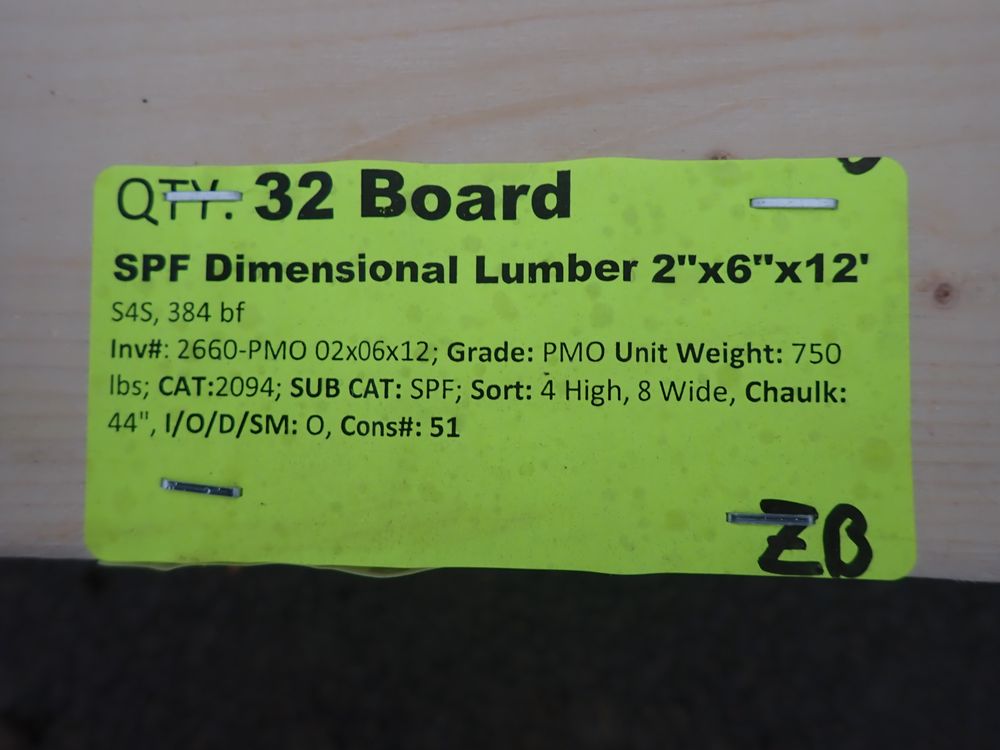 QTY. 32 Board
SPF Dimensional Lumber 2"x6"x12'
S4S, 384 bf
Inv#: 2660-PMO 02x06x12; Grade: PMO Unit Weight: 750
lbs; CAT:2094; SUB CAT: SPF; Sort: 4 High, 8 Wide, Chaulk:
44", I/O/D/SM: O, Cons#: 51
ZB